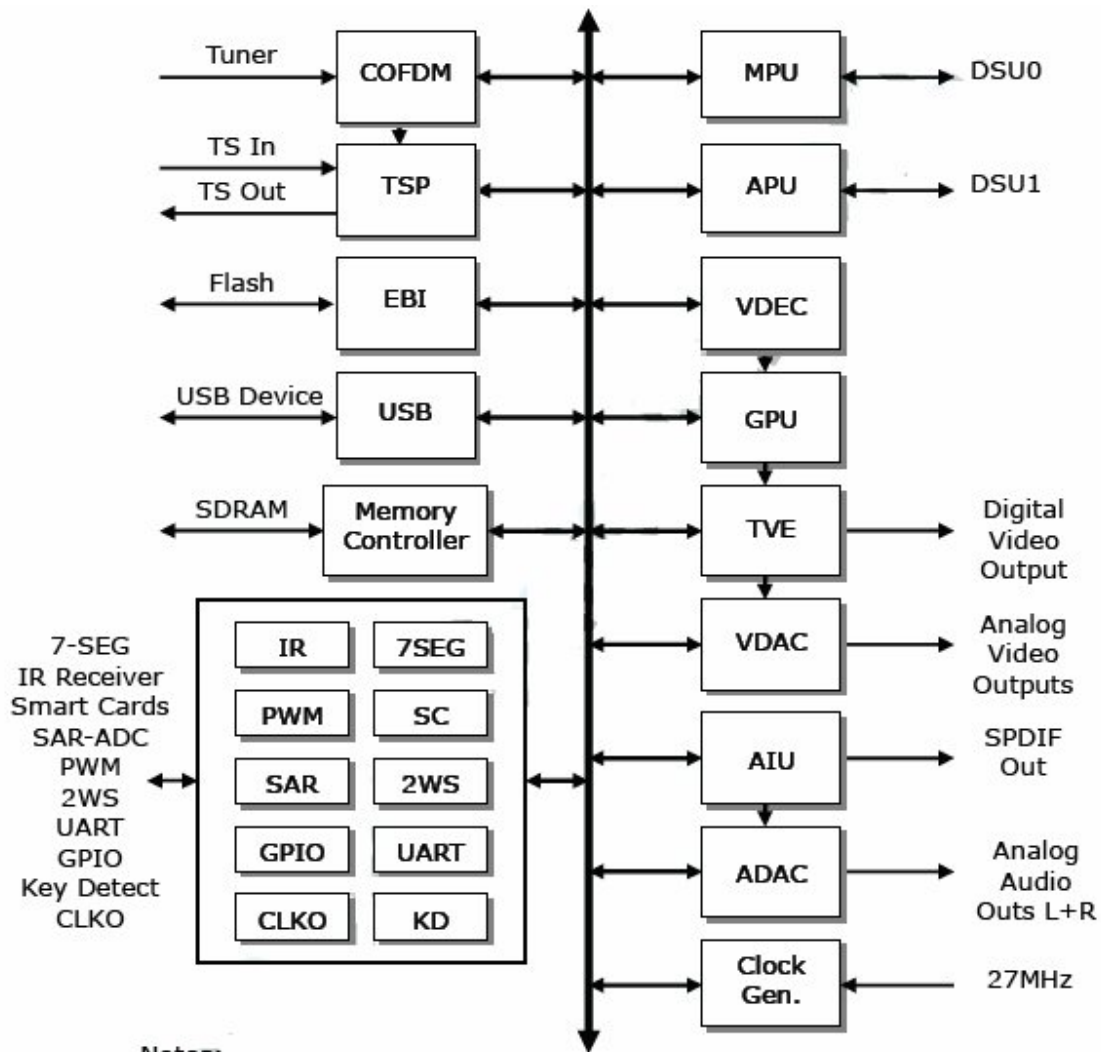 Tuner
COFDM
MPU
DSU0
TS In
TS Out
TSP
APU
DSU1
Flash
EBI
VDEC
USB Device
USB
GPU
SDRAM
Memory
Controller
TVE
Digital
Video
Output
7-SEG
IR Receiver
Smart Cards
SAR-ADC
PWM
2WS
UART
GPIO
Key Detect
CLKO
IR
7SEG
PWM
SC
SAR
2WS
GPIO
UART
CLKO
KD
VDAC
Analog
Video
Outputs
AIU
SPDIF
Out
ADAC
Analog
Audio
Outs L+R
Clock
Gen.
27MHz